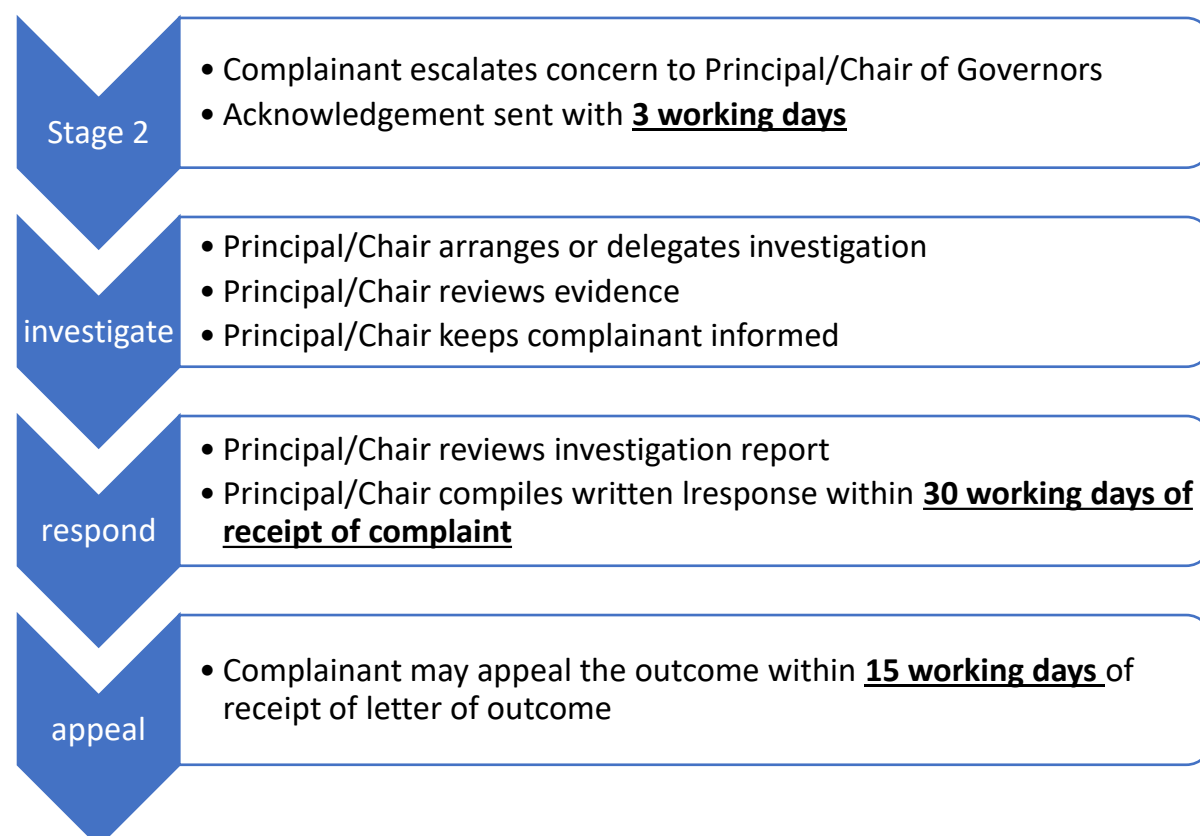 Stage 2
• Complainant escalates concern to Principal/Chair of Governors
• Acknowledgement sent with 3 working days
investigate
• Principal/Chair arranges or delegates investigation
• Principal/Chair reviews evidence
• Principal/Chair keeps complainant informed
respond
• Principal/Chair reviews investigation report
• Principal/Chair compiles written lresponse within 30 working days of
receipt of complaint
appeal
• Complainant may appeal the outcome within 15 working days of
receipt of letter of outcome